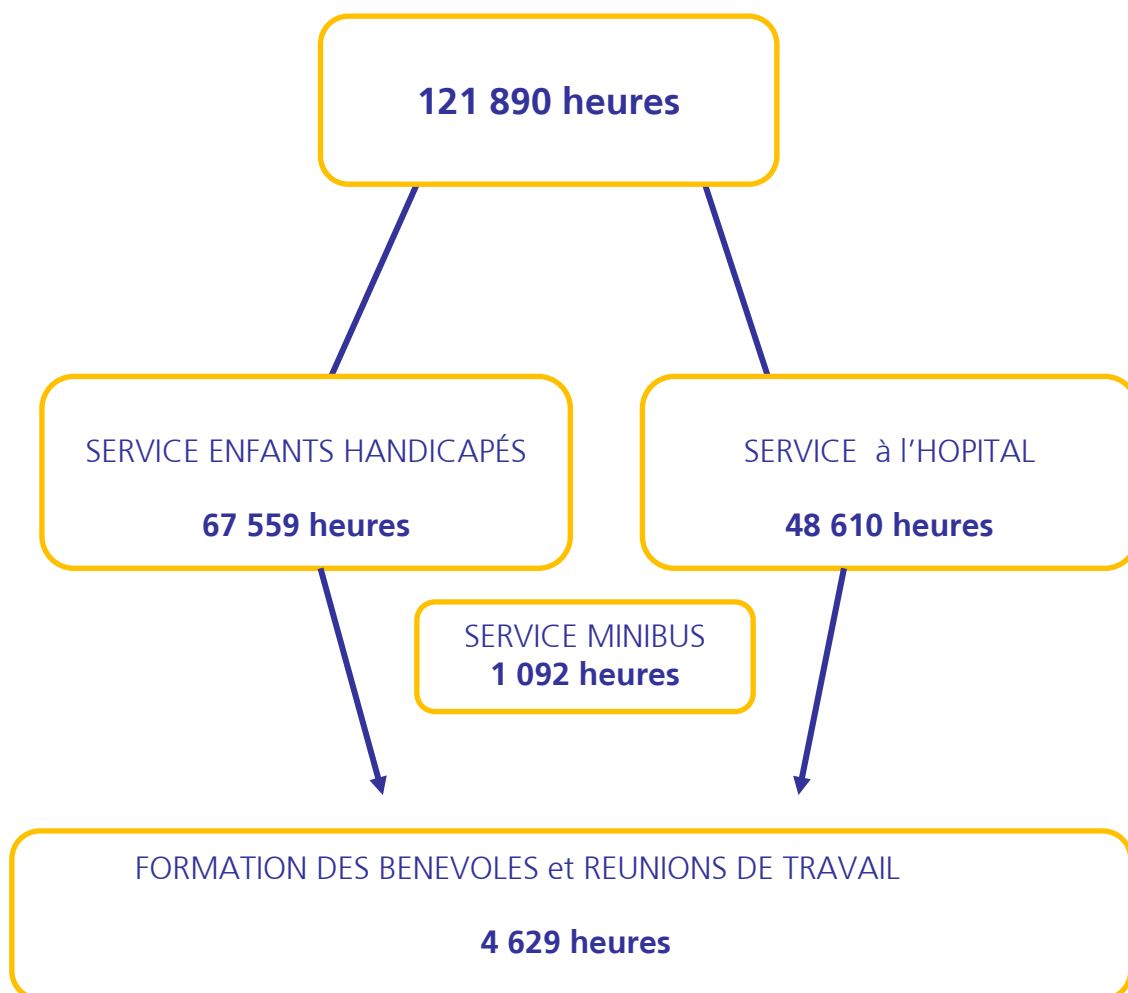 121 890 heures
SERVICE ENFANTS HANDICAPÉS
67 559 heures
SERVICE à l’HOPITAL
48 610 heures
SERVICE MINIBUS
1 092 heures
FORMATION DES BENEVOLES et REUNIONS DE TRAVAIL
4 629 heures